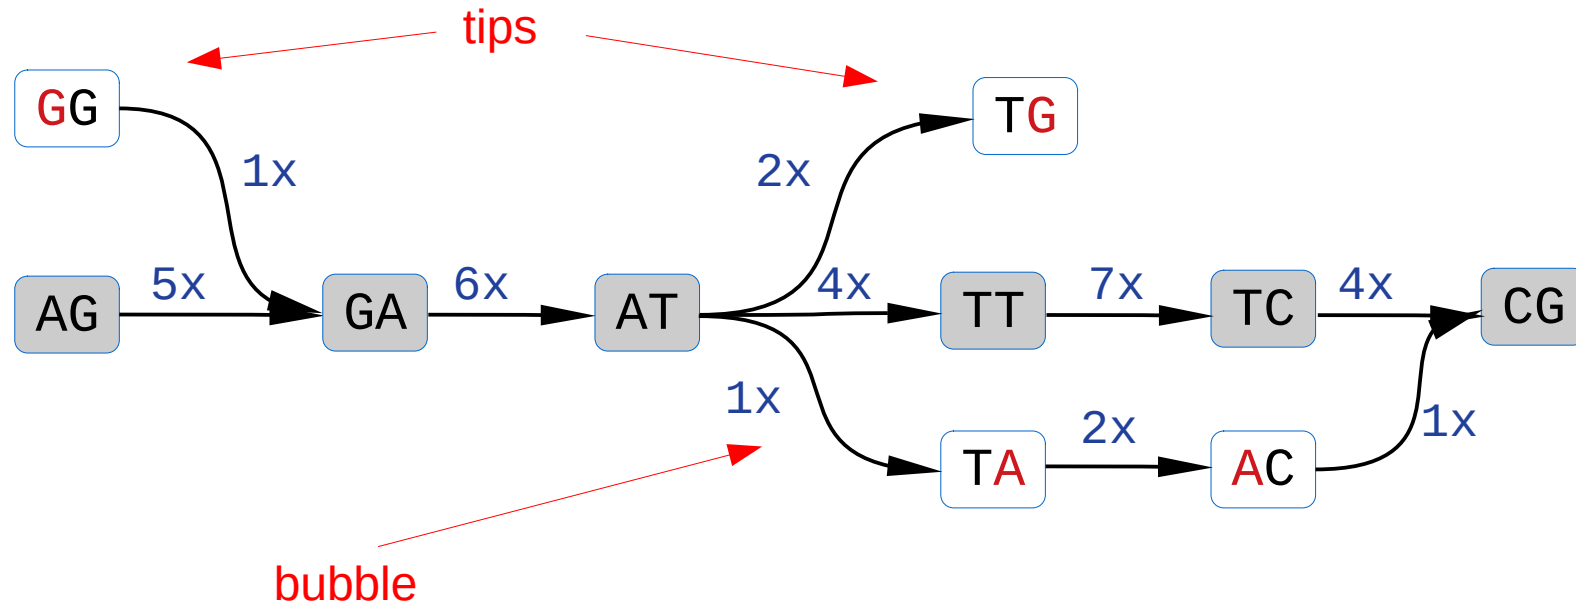 tips
GG
TG
1x
2x
AG
5x
GA
6x
AT
4x
TT
7x
TC
4x
CG
1x
TA
2x
AC
1x
bubble